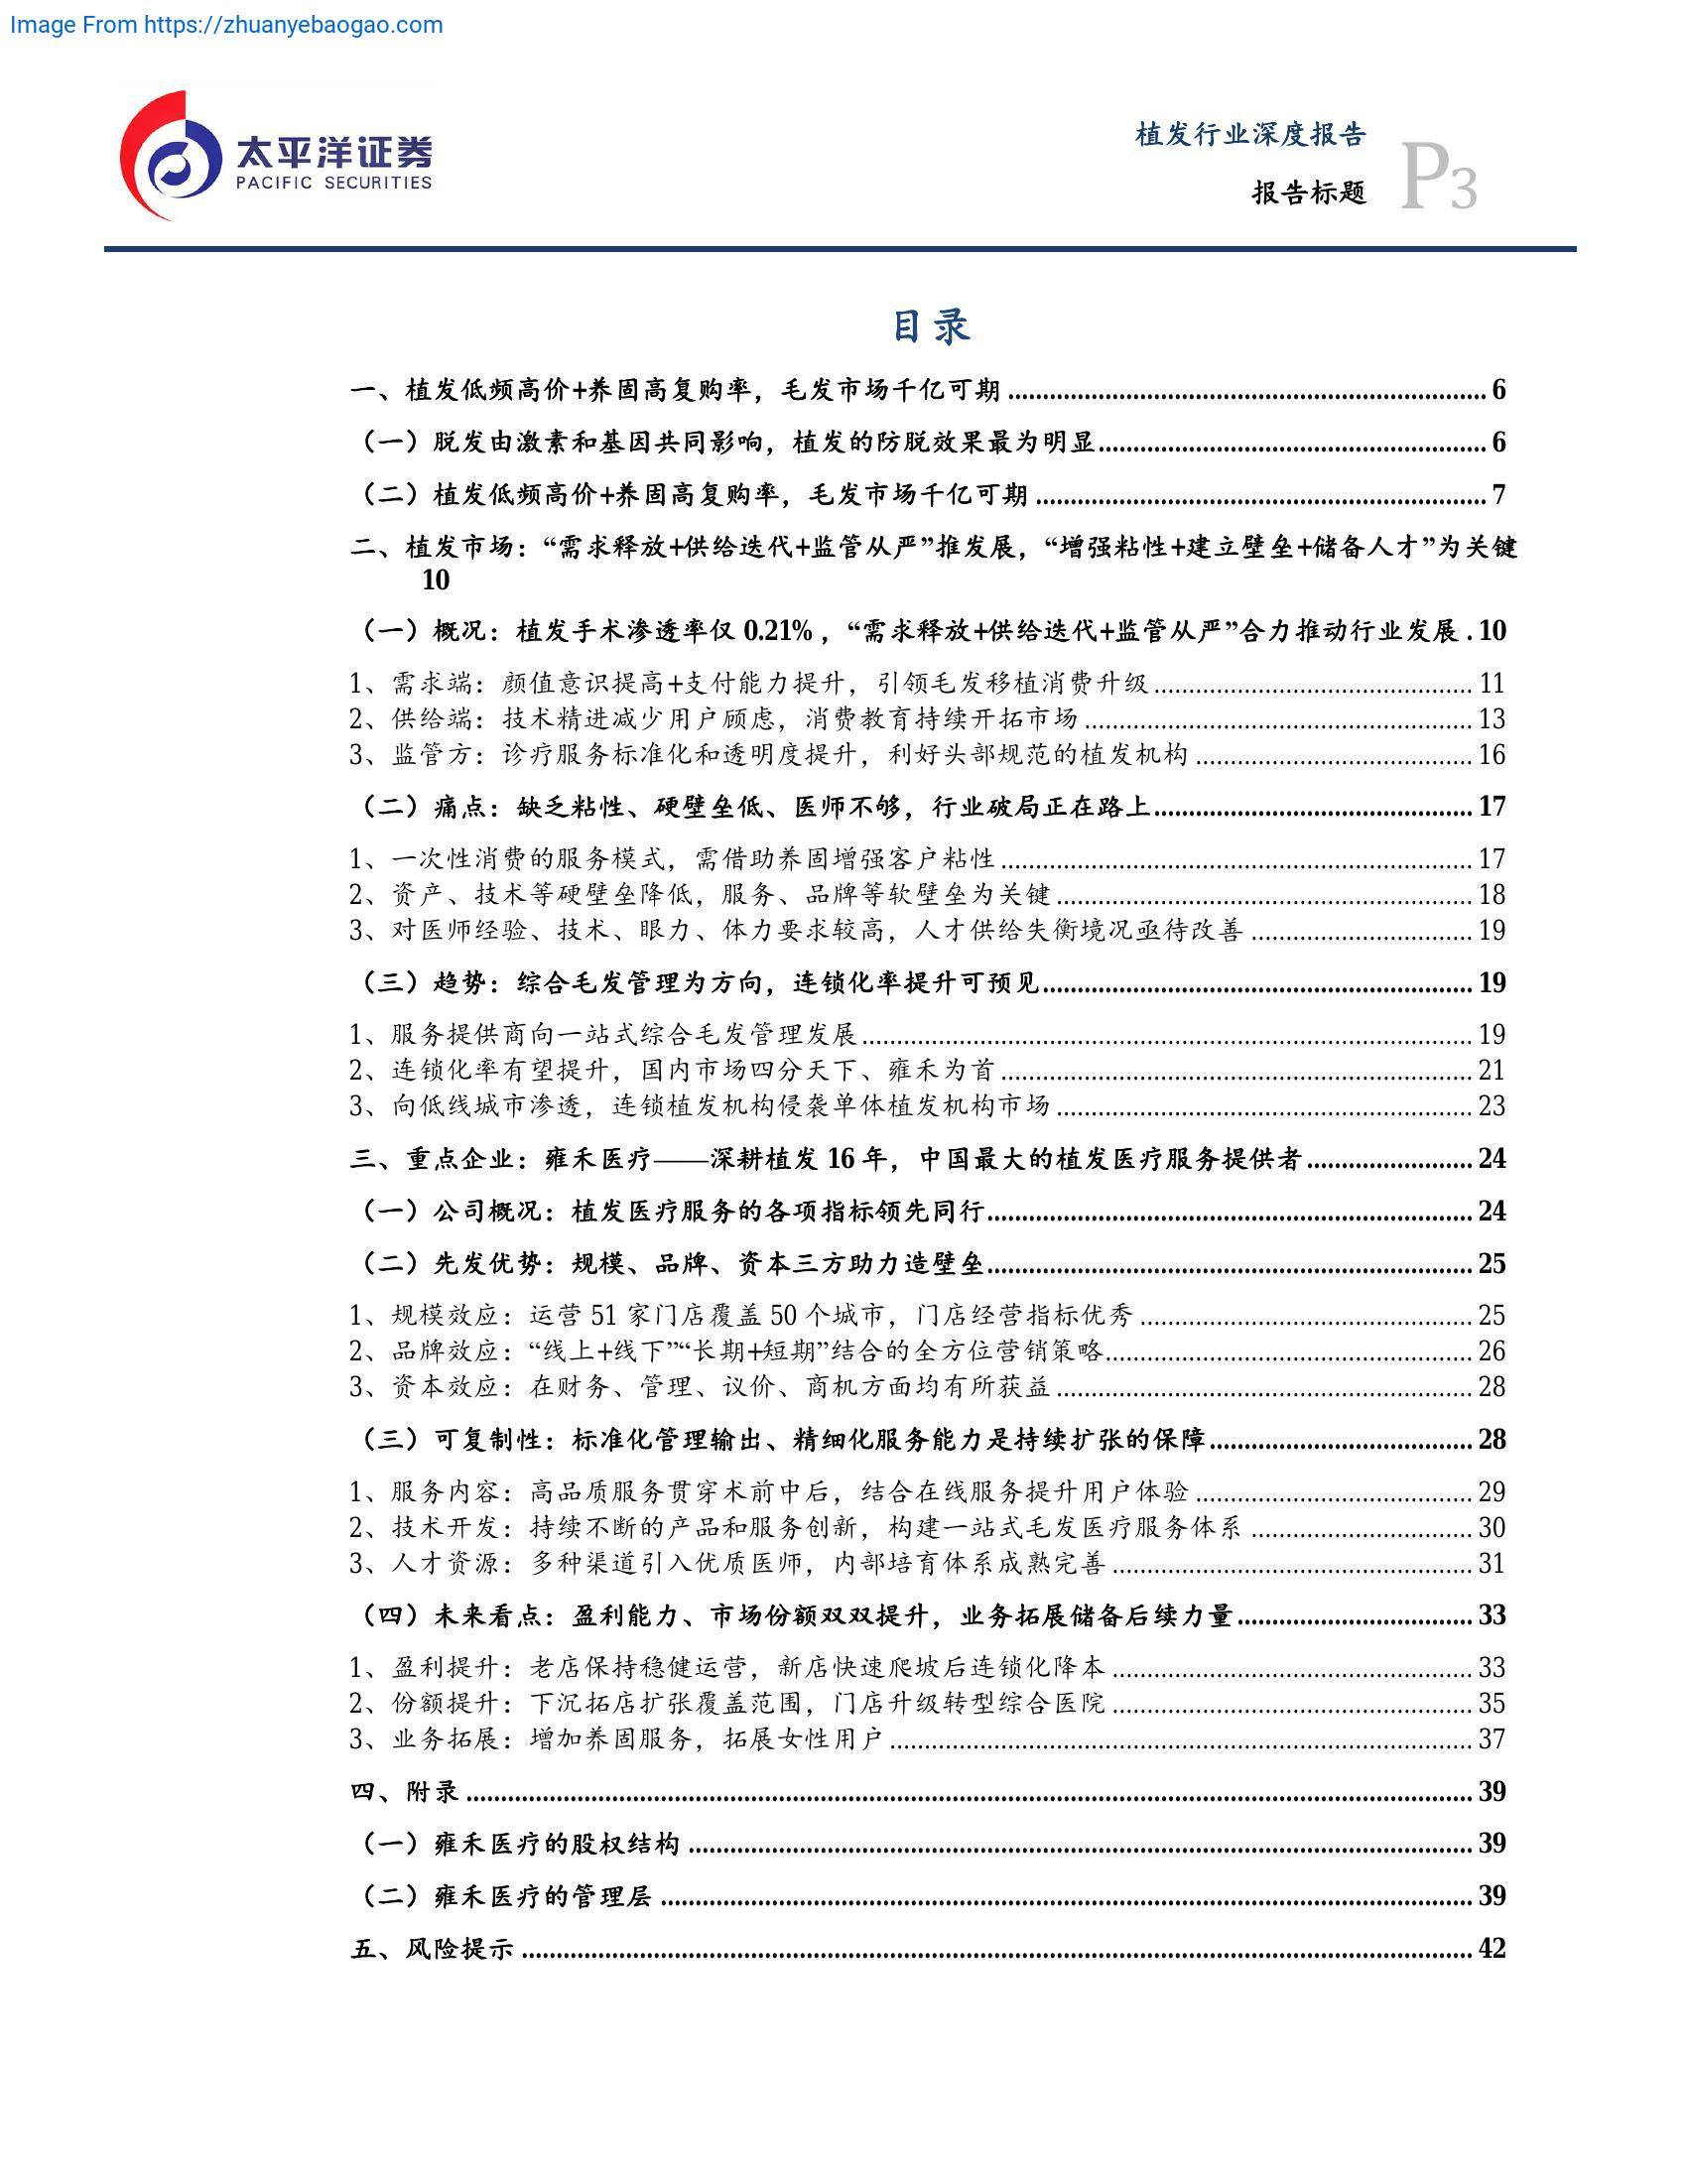 Image From https://zhuanyebaogao.com
太平洋证券
PACIFIC SECURITIES
植发行业深度报告
报告标题
P3
目录
一、植发低频高价+养固高复购率，毛发市场千亿可期 6
（一）脱发由激素和基因共同影响，植发的防脱效果最为明显 6
（二）植发低频高价+养固高复购率，毛发市场千亿可期 7
二、植发市场：“需求释放+供给迭代+监管从严”推发展，“增强粘性+建立壁垒+储备人才”为关键
10
（一）概况：植发手术渗透率仅 0.21%，“需求释放+供给迭代+监管从严”合力推动行业发展 . 10
1、需求端：颜值意识提高+支付能力提升，引领毛发移植消费升级 11
2、供给端：技术精进减少用户顾虑，消费教育持续开拓市场 13
3、监管方：诊疗服务标准化和透明度提升，利好头部规范的植发机构 16
（二）痛点：缺乏粘性、硬壁垒低、医师不够，行业破局正在路上 17
1、一次性消费的服务模式，需借助养固增强客户粘性 17
2、资产、技术等硬壁垒降低，服务、品牌等软壁垒为关键 18
3、对医师经验、技术、眼力、体力要求较高，人才供给失衡境况亟待改善 19
（三）趋势：综合毛发管理为方向，连锁化率提升可预见 19
1、服务提供商向一站式综合毛发管理发展 19
2、连锁化率有望提升，国内市场四分天下、雍禾为首 21
3、向低线城市渗透，连锁植发机构侵袭单体植发机构市场 23
三、重点企业：雍禾医疗——深耕植发 16 年，中国最大的植发医疗服务提供者 24
（一）公司概况：植发医疗服务的各项指标领先同行 24
（二）先发优势：规模、品牌、资本三方助力造壁垒 25
1、规模效应：运营 51 家门店覆盖 50 个城市，门店经营指标优秀 25
2、品牌效应：“线上+线下”“长期+短期”结合的全方位营销策略 26
3、资本效应：在财务、管理、议价、商机方面均有所获益 28
（三）可复制性：标准化管理输出、精细化服务能力是持续扩张的保障 28
1、服务内容：高品质服务贯穿术前中后，结合在线服务提升用户体验 29
2、技术开发：持续不断的产品和服务创新，构建一站式毛发医疗服务体系 30
3、人才资源：多种渠道引入优质医师，内部培育体系成熟完善 31
（四）未来看点：盈利能力、市场份额双双提升，业务拓展储备后续力量 33
1、盈利提升：老店保持稳健运营，新店快速爬坡后连锁化降本 33
2、份额提升：下沉拓店扩张覆盖范围，门店升级转型综合医院 35
3、业务拓展：增加养固服务，拓展女性用户 37
四、附录 39
（一）雍禾医疗的股权结构 39
（二）雍禾医疗的管理层 39
五、风险提示 42